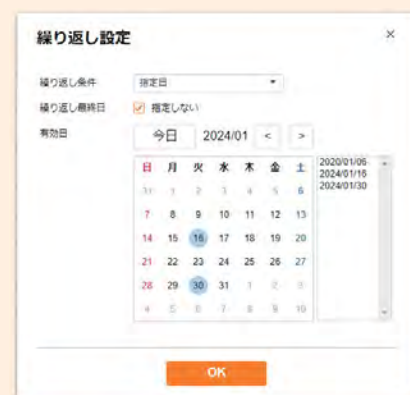 繰り返し設定 ×
繰り返し条件 指定日
繰り返し最終日 指定しない
有効日 今日 2024/01 < >
日 月 火 水 木 金 土
31 1 2 3 4 5 6
7 8 9 10 11 12 13
14 15 16 17 18 19 20
21 22 23 24 25 26 27
28 29 30 31 1 2 3
4 5 6 7 8 9 10
2020/01/06
2024/01/16
2024/01/30
OK